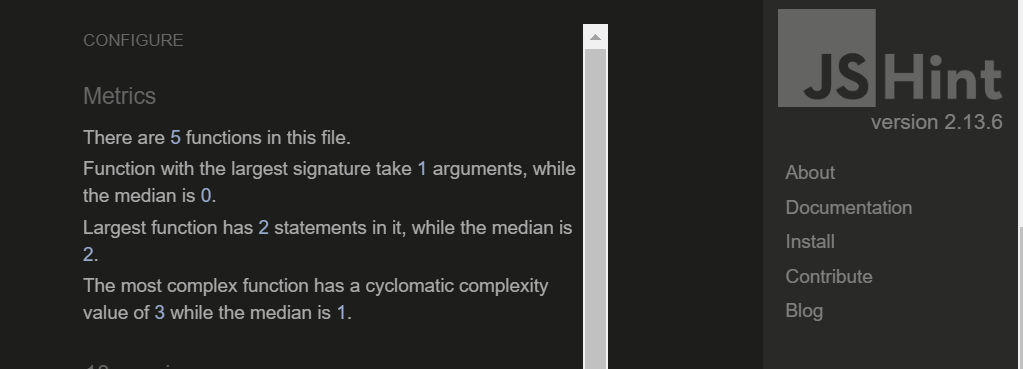 CONFIGURE
Metrics
There are 5 functions in this file.
Function with the largest signature take 1 arguments, while
the median is 0.
Largest function has 2 statements in it, while the median is
2.
The most complex function has a cyclomatic complexity
value of 3 while the median is 1.
JS Hint
version 2.13.6
About
Documentation
Install
Contribute
Blog